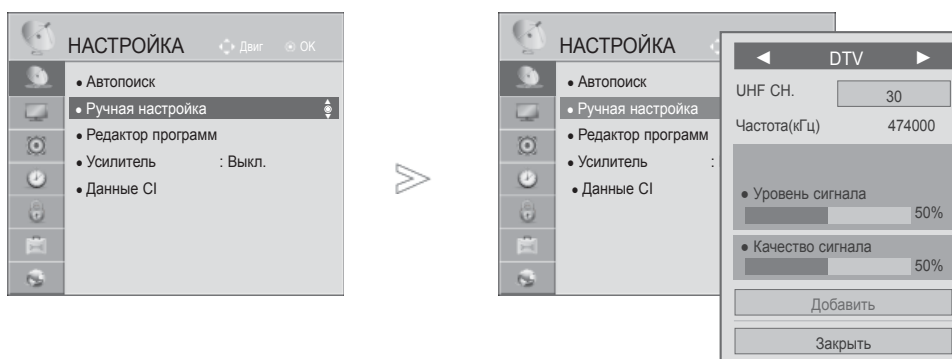 НАСТРОЙКА Двиг OK
• Автопоиск
• Ручная настройка
• Редактор программ
• Усилитель : Выкл.
• Данные CI
НАСТРОЙКА
• Автопоиск
• Ручная настройка
• Редактор программ
• Усилитель :
• Данные CI
◄ DTV ►
UHF CH. 30
Частота(кГц) 474000
• Уровень сигнала
50%
• Качество сигнала
50%
Добавить
Закрыть